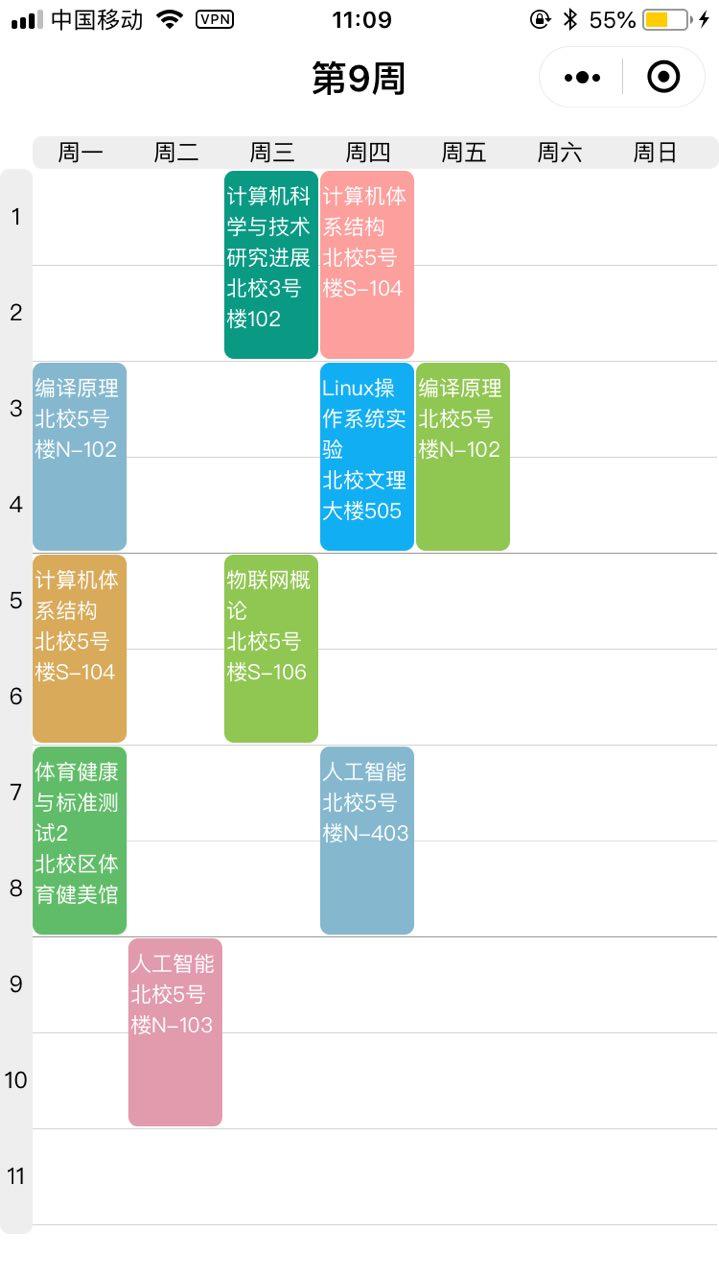 中国移动 VPN 11:09 55%
第9周
周一 周二 周三 周四 周五 周六 周日
1
2
3
4
5
6
7
8
9
10
11
计算机科
学与技术
研究进展
北校3号
楼102
计算机体
系结构
北校5号
楼S-104
编译原理
北校5号
楼N-102
Linux操
作系统实
验
北校文理
大楼505
编译原理
北校5号
楼N-102
计算机体
系结构
北校5号
楼S-104
物联网概
论
北校5号
楼S-106
体育健康
与标准测
试2
北校区体
育健美馆
人工智能
北校5号
楼N-403
人工智能
北校5号
楼N-103